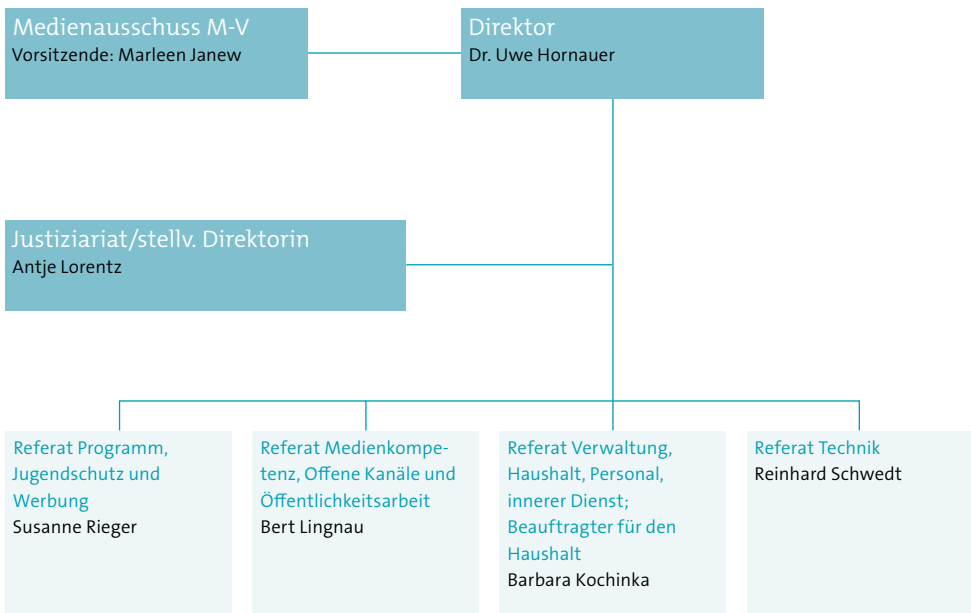 Medienausschuss M-V
Vorsitzende: Marleen Janew
Direktor
Dr. Uwe Hornauer
Justiziariat/stellv. Direktorin
Antje Lorentz
Referat Programm,
Jugendschutz und
Werbung
Susanne Rieger
Referat Medienkompe-
tenz, Offene Kanäle und
Öffentlichkeitsarbeit
Bert Lingnau
Referat Verwaltung,
Haushalt, Personal,
innerer Dienst;
Beauftragter für den
Haushalt
Barbara Kochinka
Referat Technik
Reinhard Schwedt